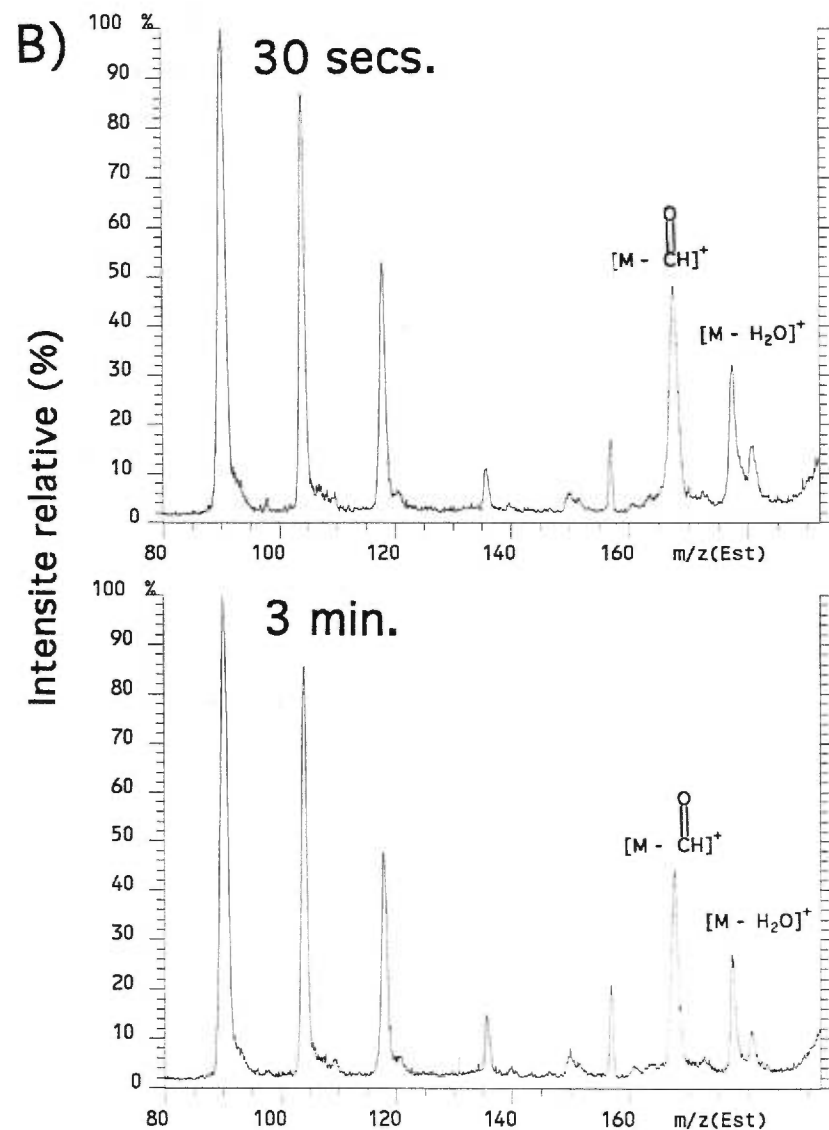 B)
30 secs.
Intensite relative (%)
100 %
90
80
70
60
50
40
30
20
10
0
O
[M - CH]⁺
[M - H₂O]⁺
80 100 120 140 160 m/z(Est)
3 min.
100 %
90
80
70
60
50
40
30
20
10
0
O
[M - CH]⁺
[M - H₂O]⁺
80 100 120 140 160 m/z(Est)